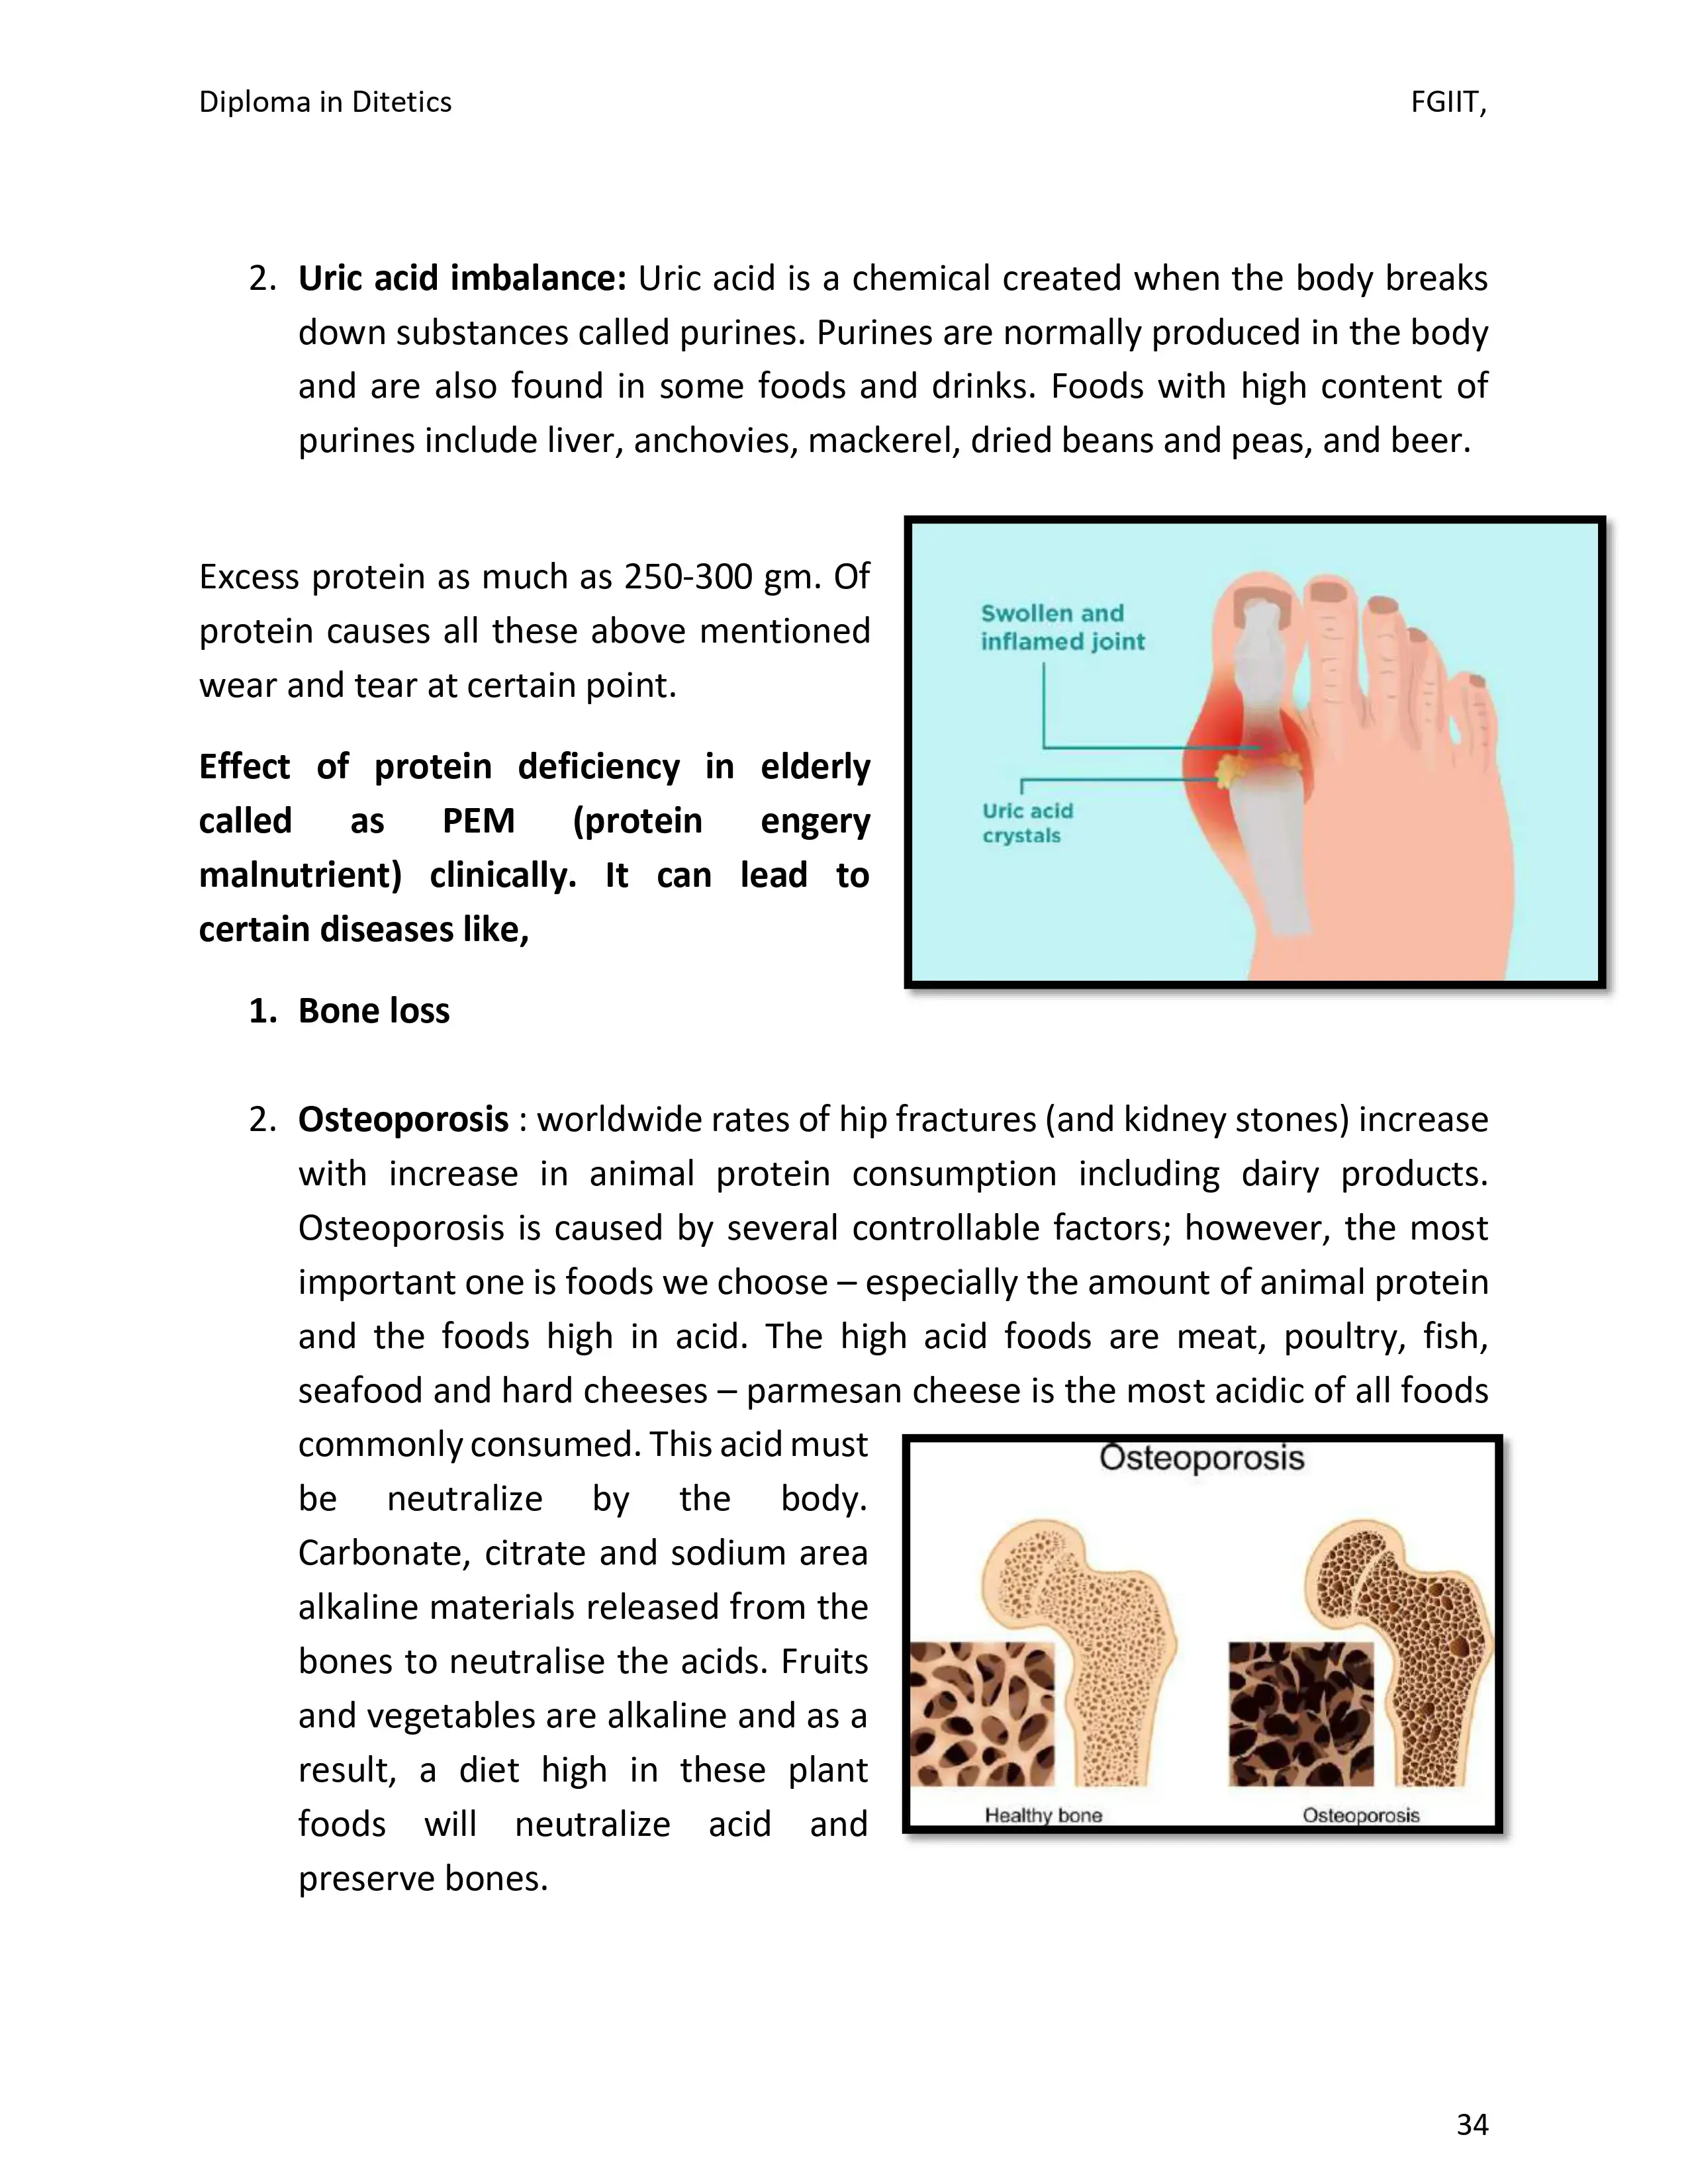 Diploma in Ditetics FGIIT,
2. Uric acid imbalance: Uric acid is a chemical created when the body breaks
down substances called purines. Purines are normally produced in the body
and are also found in some foods and drinks. Foods with high content of
purines include liver, anchovies, mackerel, dried beans and peas, and beer.
Excess protein as much as 250-300 gm. Of
protein causes all these above mentioned
wear and tear at certain point.
Swollen and
inflamed joint
Uric acid
crystals
Effect of protein deficiency in elderly
called as PEM (protein engery
malnutrient) clinically. It can lead to
certain diseases like,
1. Bone loss
2. Osteoporosis : worldwide rates of hip fractures (and kidney stones) increase
with increase in animal protein consumption including dairy products.
Osteoporosis is caused by several controllable factors; however, the most
important one is foods we choose – especially the amount of animal protein
and the foods high in acid. The high acid foods are meat, poultry, fish,
seafood and hard cheeses – parmesan cheese is the most acidic of all foods
commonly consumed. This acid must
be neutralize by the body.
Carbonate, citrate and sodium area
alkaline materials released from the
bones to neutralise the acids. Fruits
and vegetables are alkaline and as a
result, a diet high in these plant
foods will neutralize acid and
preserve bones.
Osteoporosis
Healthy bone
Osteoporosis
34